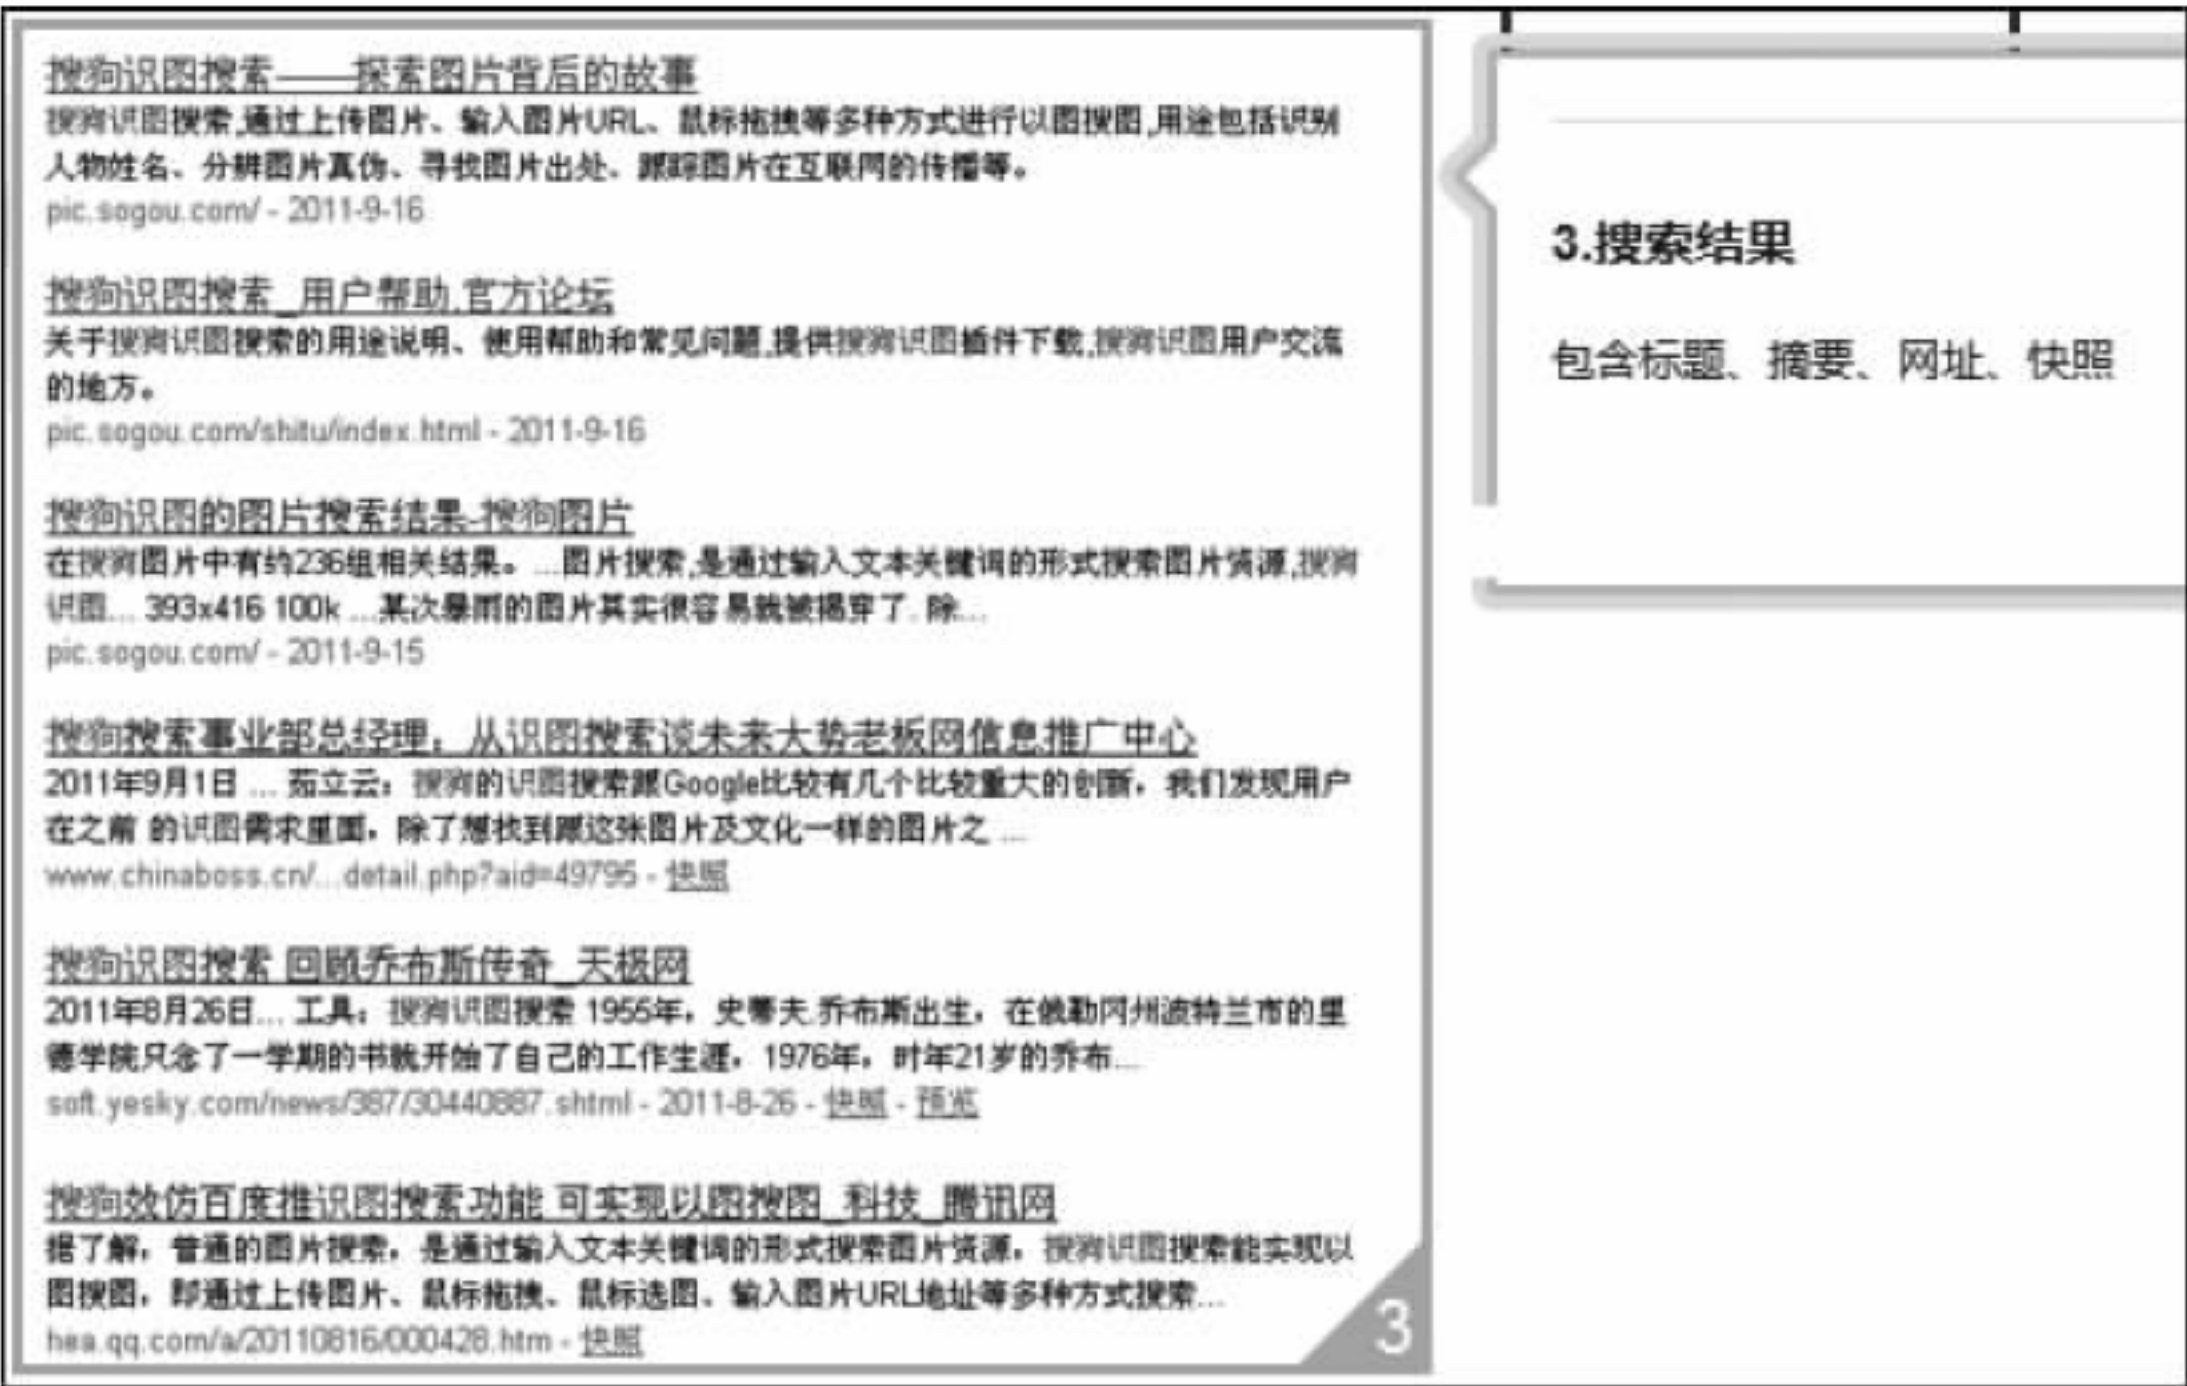 搜狗识图搜索——探索图片背后的故事
搜狗识图搜索,通过上传图片、输入图片URL、鼠标拖拽等多种方式进行以图搜图,用途包括识别
人物姓名、分辨图片真伪、寻找图片出处、跟踪图片在互联网的传播等。
pic.sogou.com/ - 2011-9-16
搜狗识图搜索_用户帮助,官方论坛
关于搜狗识图搜索的用途说明、使用帮助和常见问题,提供搜狗识图插件下载,搜狗识图用户交流
的地方。
pic.sogou.com/shitu/index.html - 2011-9-16
搜狗识图的图片搜索结果-搜狗图片
在搜狗图片中有约236组相关结果。 ...图片搜索,是通过输入文本关键词的形式搜索图片资源,搜狗
识图... 393x416 100k ...某次暴雨的图片其实很容易就被揭穿了. 除...
pic.sogou.com/ - 2011-9-15
搜狗搜索事业部总经理：从识图搜索谈未来大势老板网信息推广中心
2011年9月1日 ... 茹立云：搜狗的识图搜索跟Google比较有几个比较重大的创新，我们发现用户
在之前 的识图需求里面，除了想找到跟这张图片及文化一样的图片之 ...
www.chinaboss.cn/...detail.php?aid=49795 - 快照
搜狗识图搜索 回顾乔布斯传奇_天极网
2011年8月26日... 工具：搜狗识图搜索 1955年，史蒂夫.乔布斯出生，在俄勒冈州波特兰市的里
德学院只念了一学期的书就开始了自己的工作生涯，1976年，时年21岁的乔布...
soft.yesky.com/news/387/30440887.shtml - 2011-8-26 - 快照 - 预览
搜狗效仿百度推识图搜索功能 可实现以图搜图_科技_腾讯网
据了解，普通的图片搜索，是通过输入文本关键词的形式搜索图片资源，搜狗识图搜索能实现以
图搜图，即通过上传图片、鼠标拖拽、鼠标选图、输入图片URL地址等多种方式搜索...
hea.qq.com/a/20110816/000428.htm - 快照
3
3.搜索结果
包含标题、摘要、网址、快照